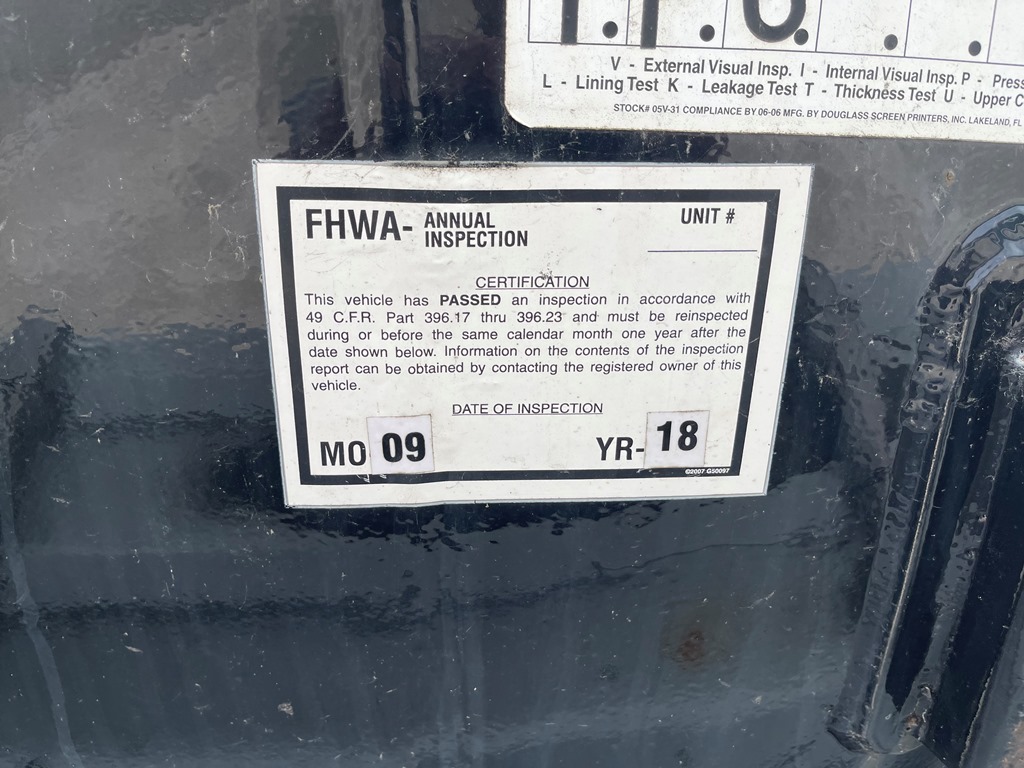 V - External Visual Insp. I - Internal Visual Insp. P -
L - Lining Test K - Leakage Test T - Thickness Test U - Upper
STOCK# 05V-31 COMPLIANCE BY 06-06 MFG. BY DOUGLASS SCREEN PRINTERS, INC. LAKELAND, FL
FHWA- ANNUAL INSPECTION UNIT #
CERTIFICATION
This vehicle has PASSED an inspection in accordance with
49 C.F.R. Part 396.17 thru 396.23 and must be reinspected
during or before the same calendar month one year after the
date shown below. Information on the contents of the inspection
report can be obtained by contacting the registered owner of this
vehicle.
DATE OF INSPECTION
MO 09 YR- 18
©2007 G50097